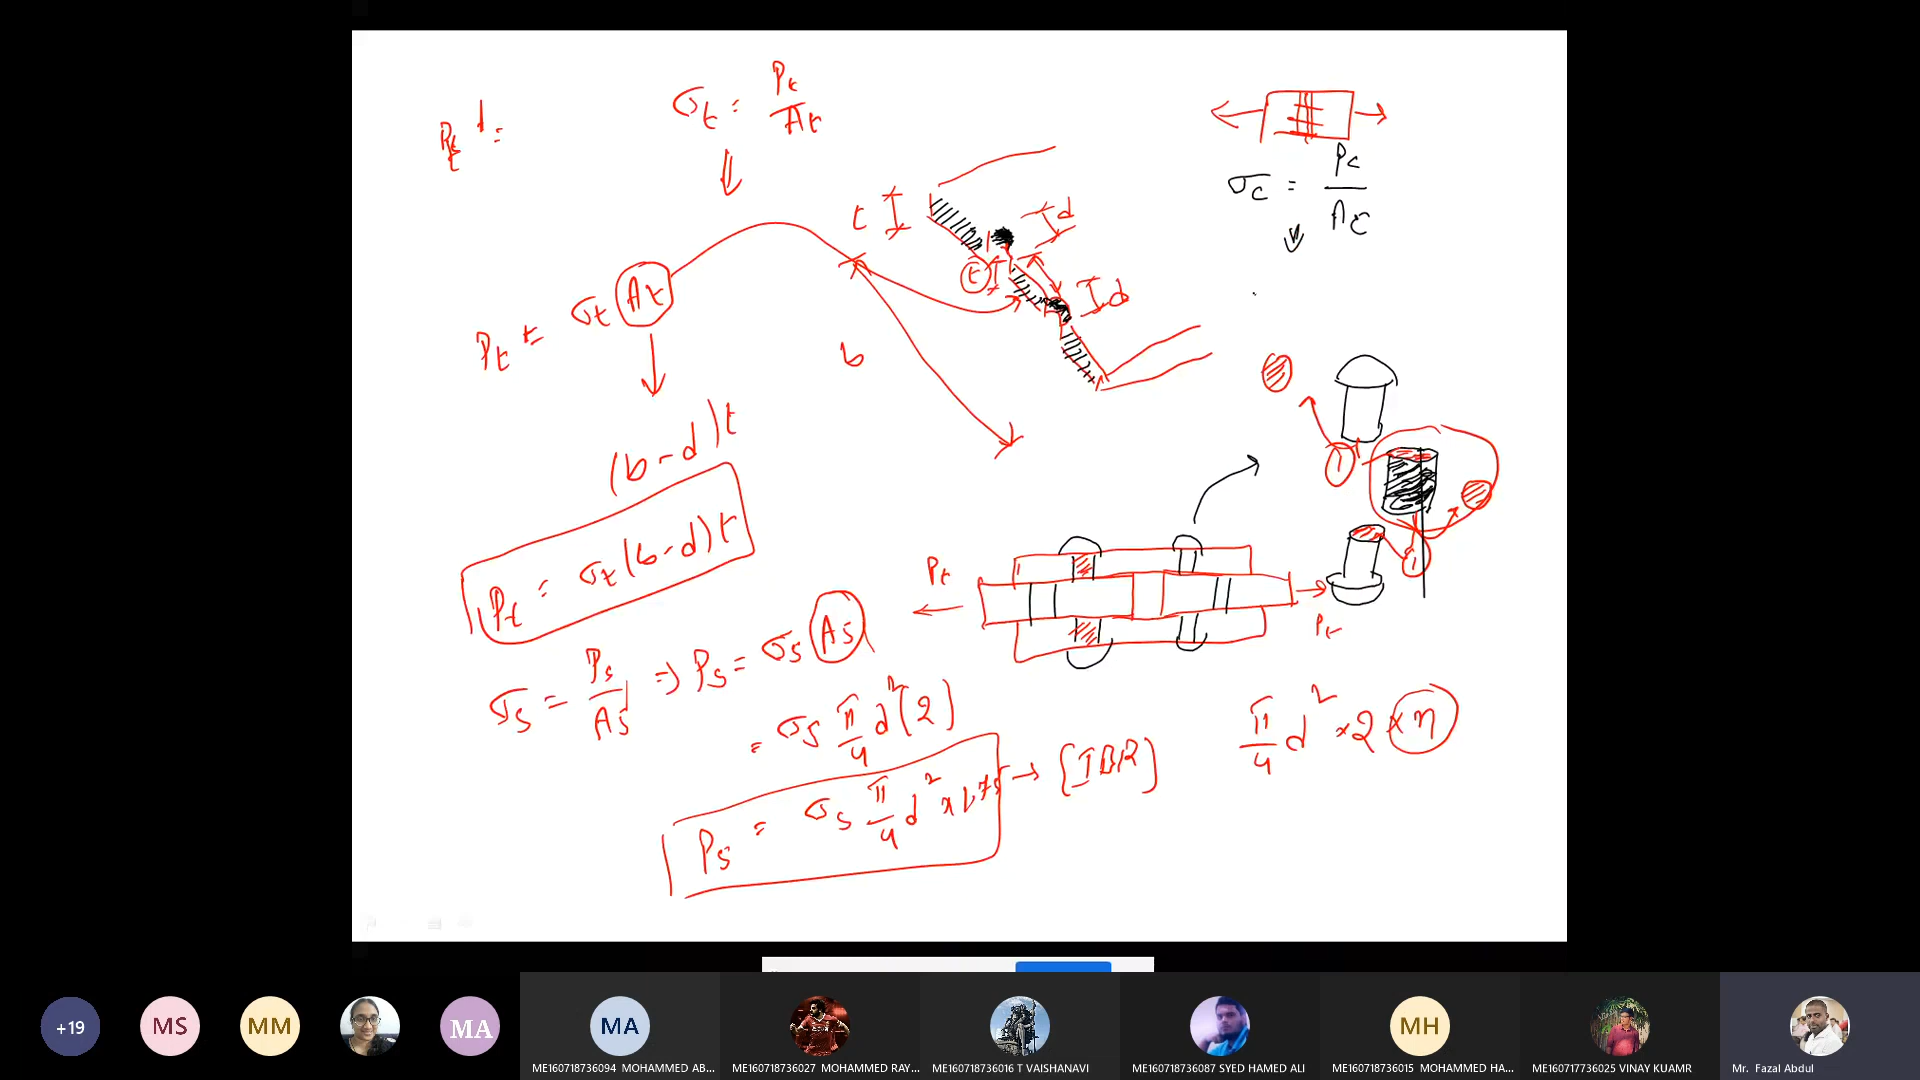 σt = Pt / At
Pt = σt At
(b-d)t
Pt = σt (b-d)t
σs = Ps / As => Ps = σs As
= σs π/4 d² (2)
Ps = σs π/4 d² × 1.75 → [IBR]
t
d
t
d
b
σc = Pc / Ac
1
1
Pt
Pt
π/4 d² × 2 × n
+19
MS
MM
MA
MA
MH
ME160718736094 MOHAMMED AB...
ME160718736027 MOHAMMED RAY...
ME160718736016 T VAISHANAVI
ME160718736087 SYED HAMED ALI
ME160718736015 MOHAMMED HA...
ME160717736025 VINAY KUAMR
Mr. Fazal Abdul